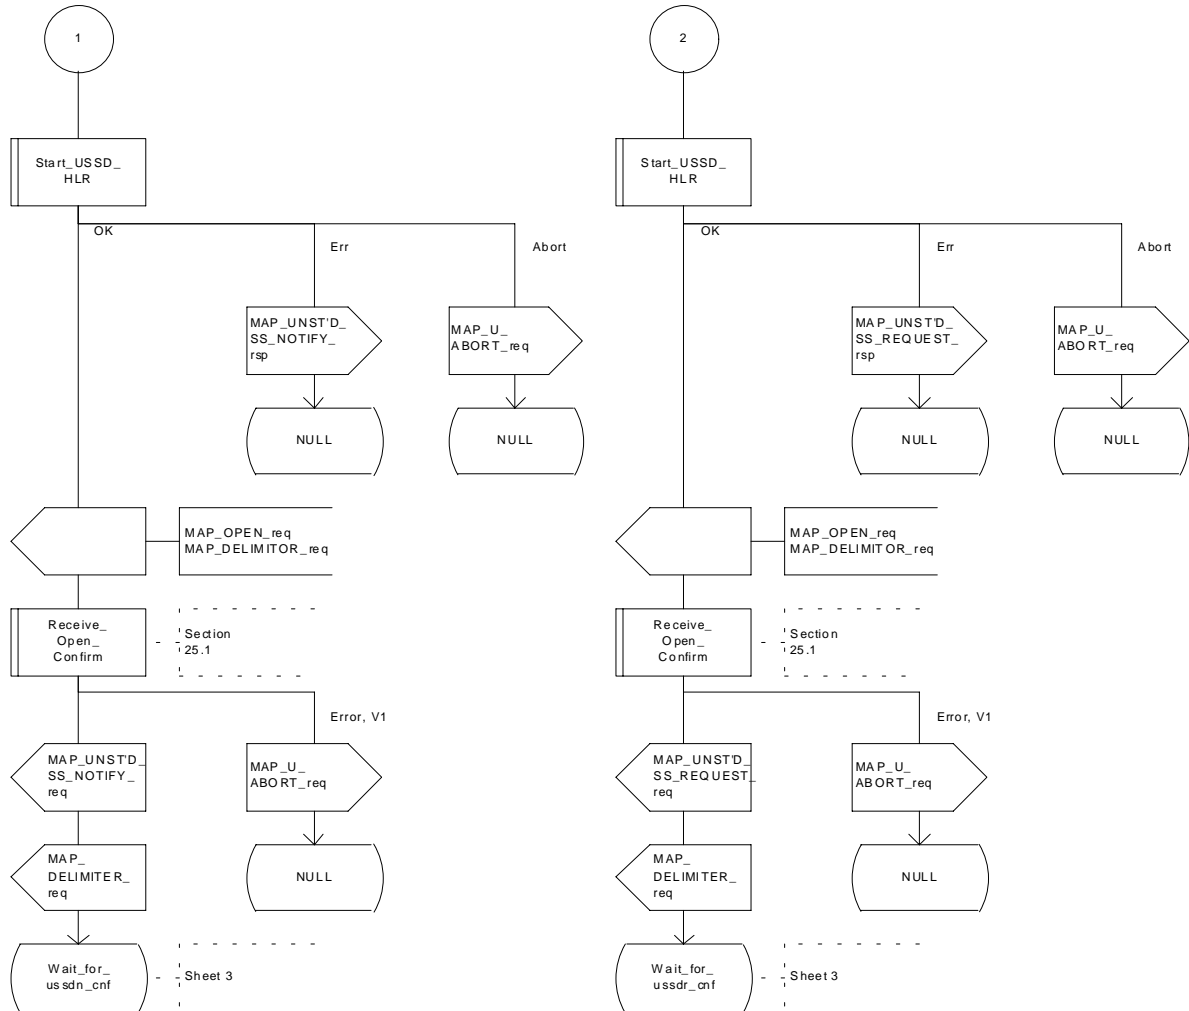 1
Start_USSD_
HLR
OK
Err
Abort
MAP_UNST'D_
SS_NOTIFY_
rsp
MAP_U_
ABORT_req
NULL
NULL
MAP_OPEN_req
MAP_DELIMITOR_req
Receive_
Open_
Confirm
Section
25.1
Error, V1
MAP_UNST'D_
SS_NOTIFY_
req
MAP_U_
ABORT_req
MAP_
DELIMITER_
req
NULL
Wait_for_
ussdn_cnf
Sheet 3
2
Start_USSD_
HLR
OK
Err
Abort
MAP_UNST'D_
SS_REQUEST_
rsp
MAP_U_
ABORT_req
NULL
NULL
MAP_OPEN_req
MAP_DELIMITOR_req
Receive_
Open_
Confirm
Section
25.1
Error, V1
MAP_UNST'D_
SS_REQUEST_
req
MAP_U_
ABORT_req
MAP_
DELIMITER_
req
NULL
Wait_for_
ussdr_cnf
Sheet 3